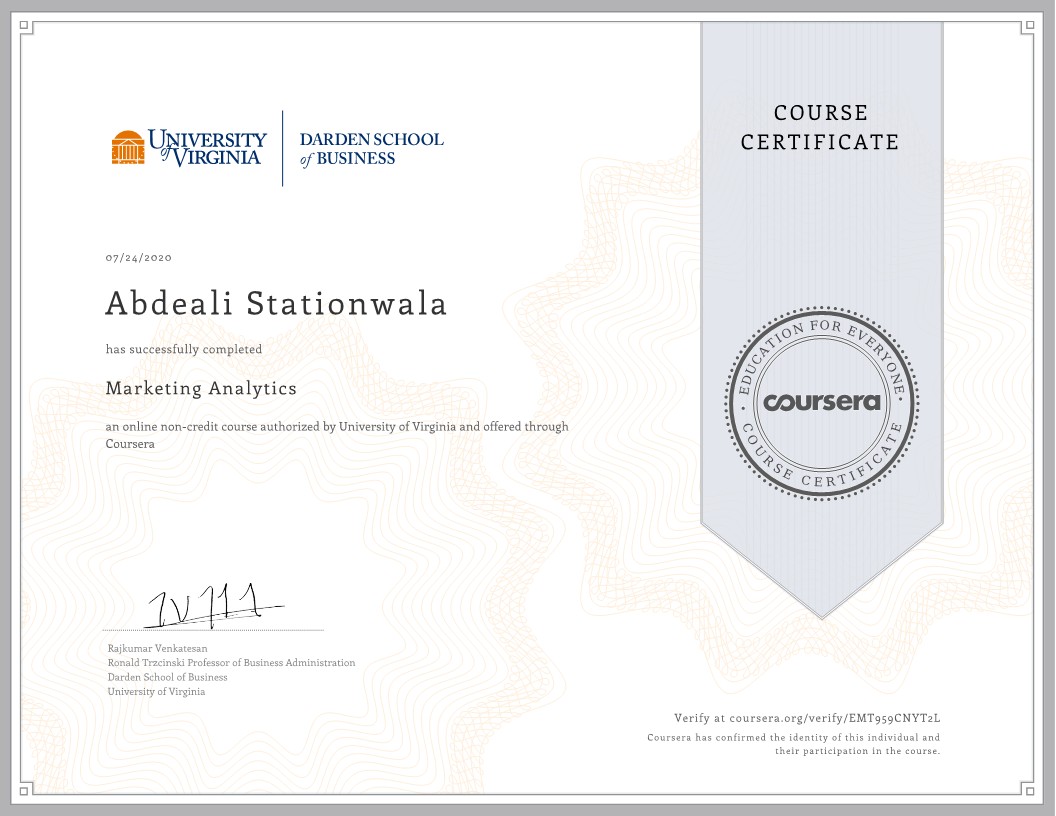 UNIVERSITY
of VIRGINIA
DARDEN SCHOOL
of BUSINESS
COURSE
CERTIFICATE
07/24/2020
Abdeali Stationwala
has successfully completed
Marketing Analytics
an online non-credit course authorized by University of Virginia and offered through
Coursera
• EDUCATION FOR EVERYONE •
coursera
COURSE CERTIFICATE
Rajkumar Venkatesan
Ronald Trzcinski Professor of Business Administration
Darden School of Business
University of Virginia
Verify at coursera.org/verify/EMT959CNYT2L
Coursera has confirmed the identity of this individual and
their participation in the course.